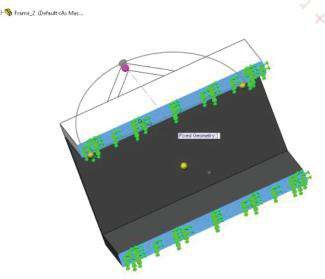 Frame_2 (Default<As Mac...
Fixed Geometry 1